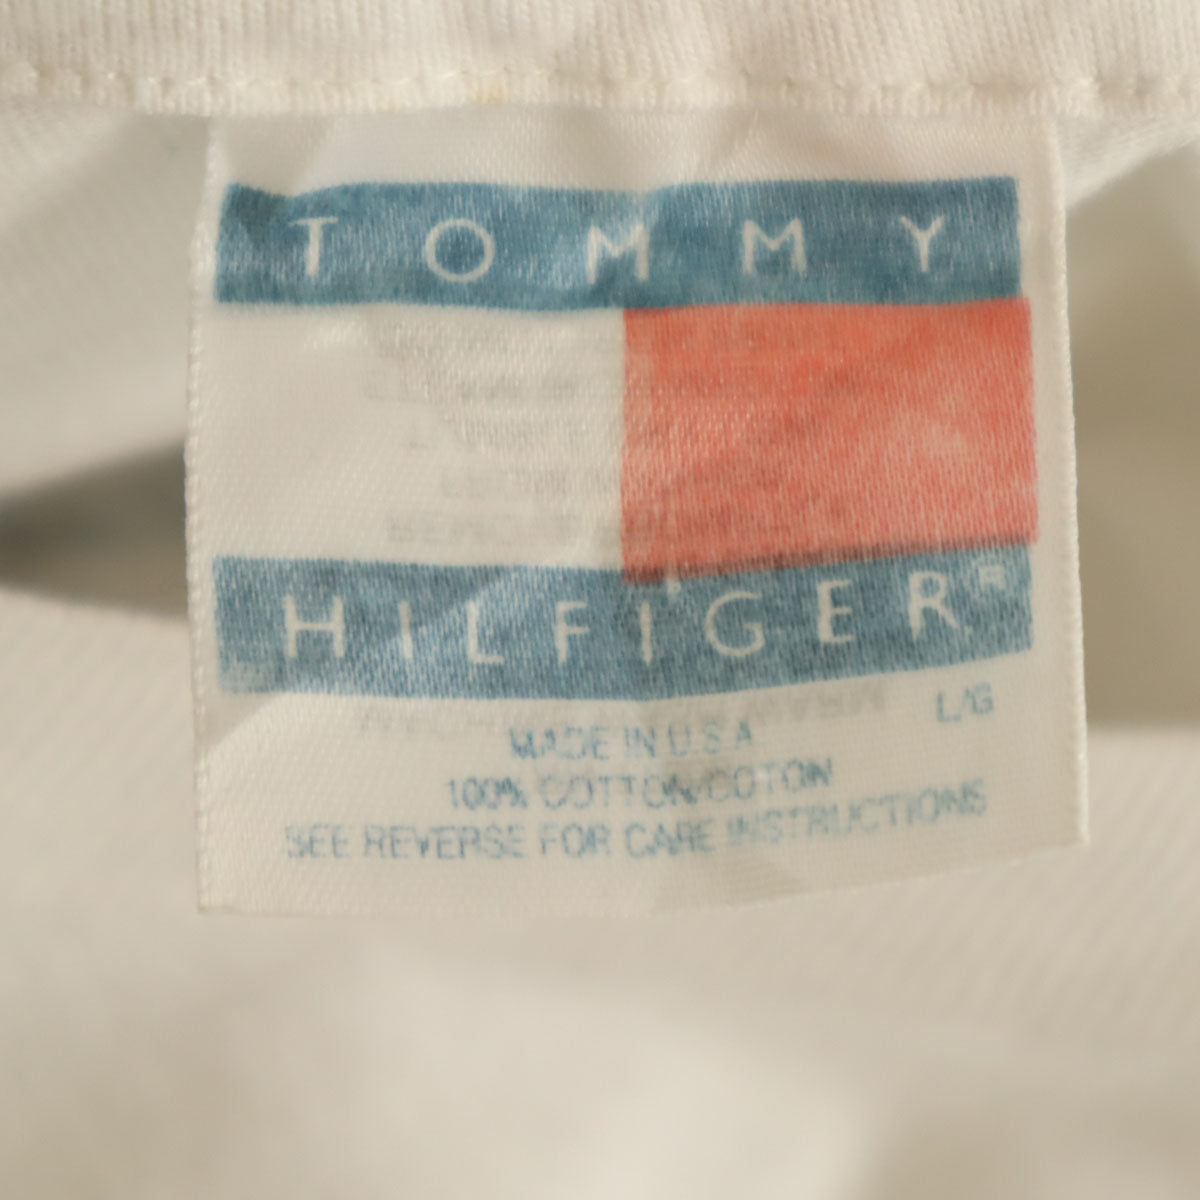 TOMMY
HILFIGER®
L/G
MADE IN U.S.A.
100% COTTON/COTON
SEE REVERSE FOR CARE INSTRUCTIONS